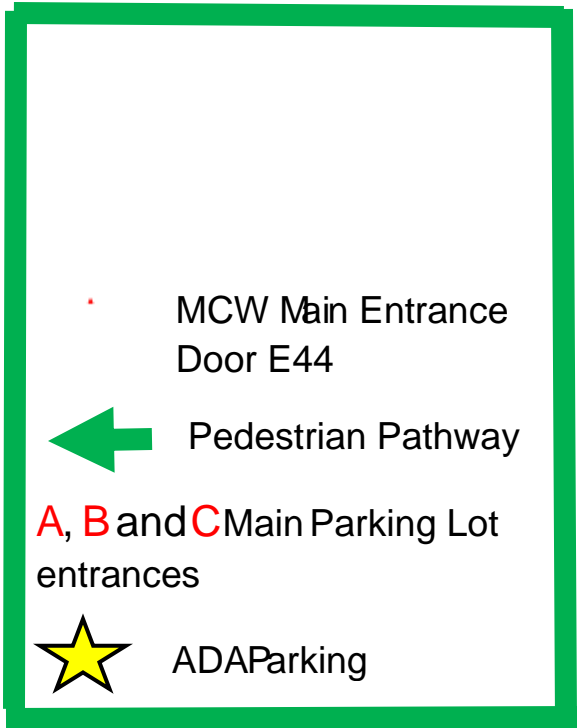 MCW Main Entrance
Door E44
Pedestrian Pathway
A, B and C Main Parking Lot
entrances
ADA Parking